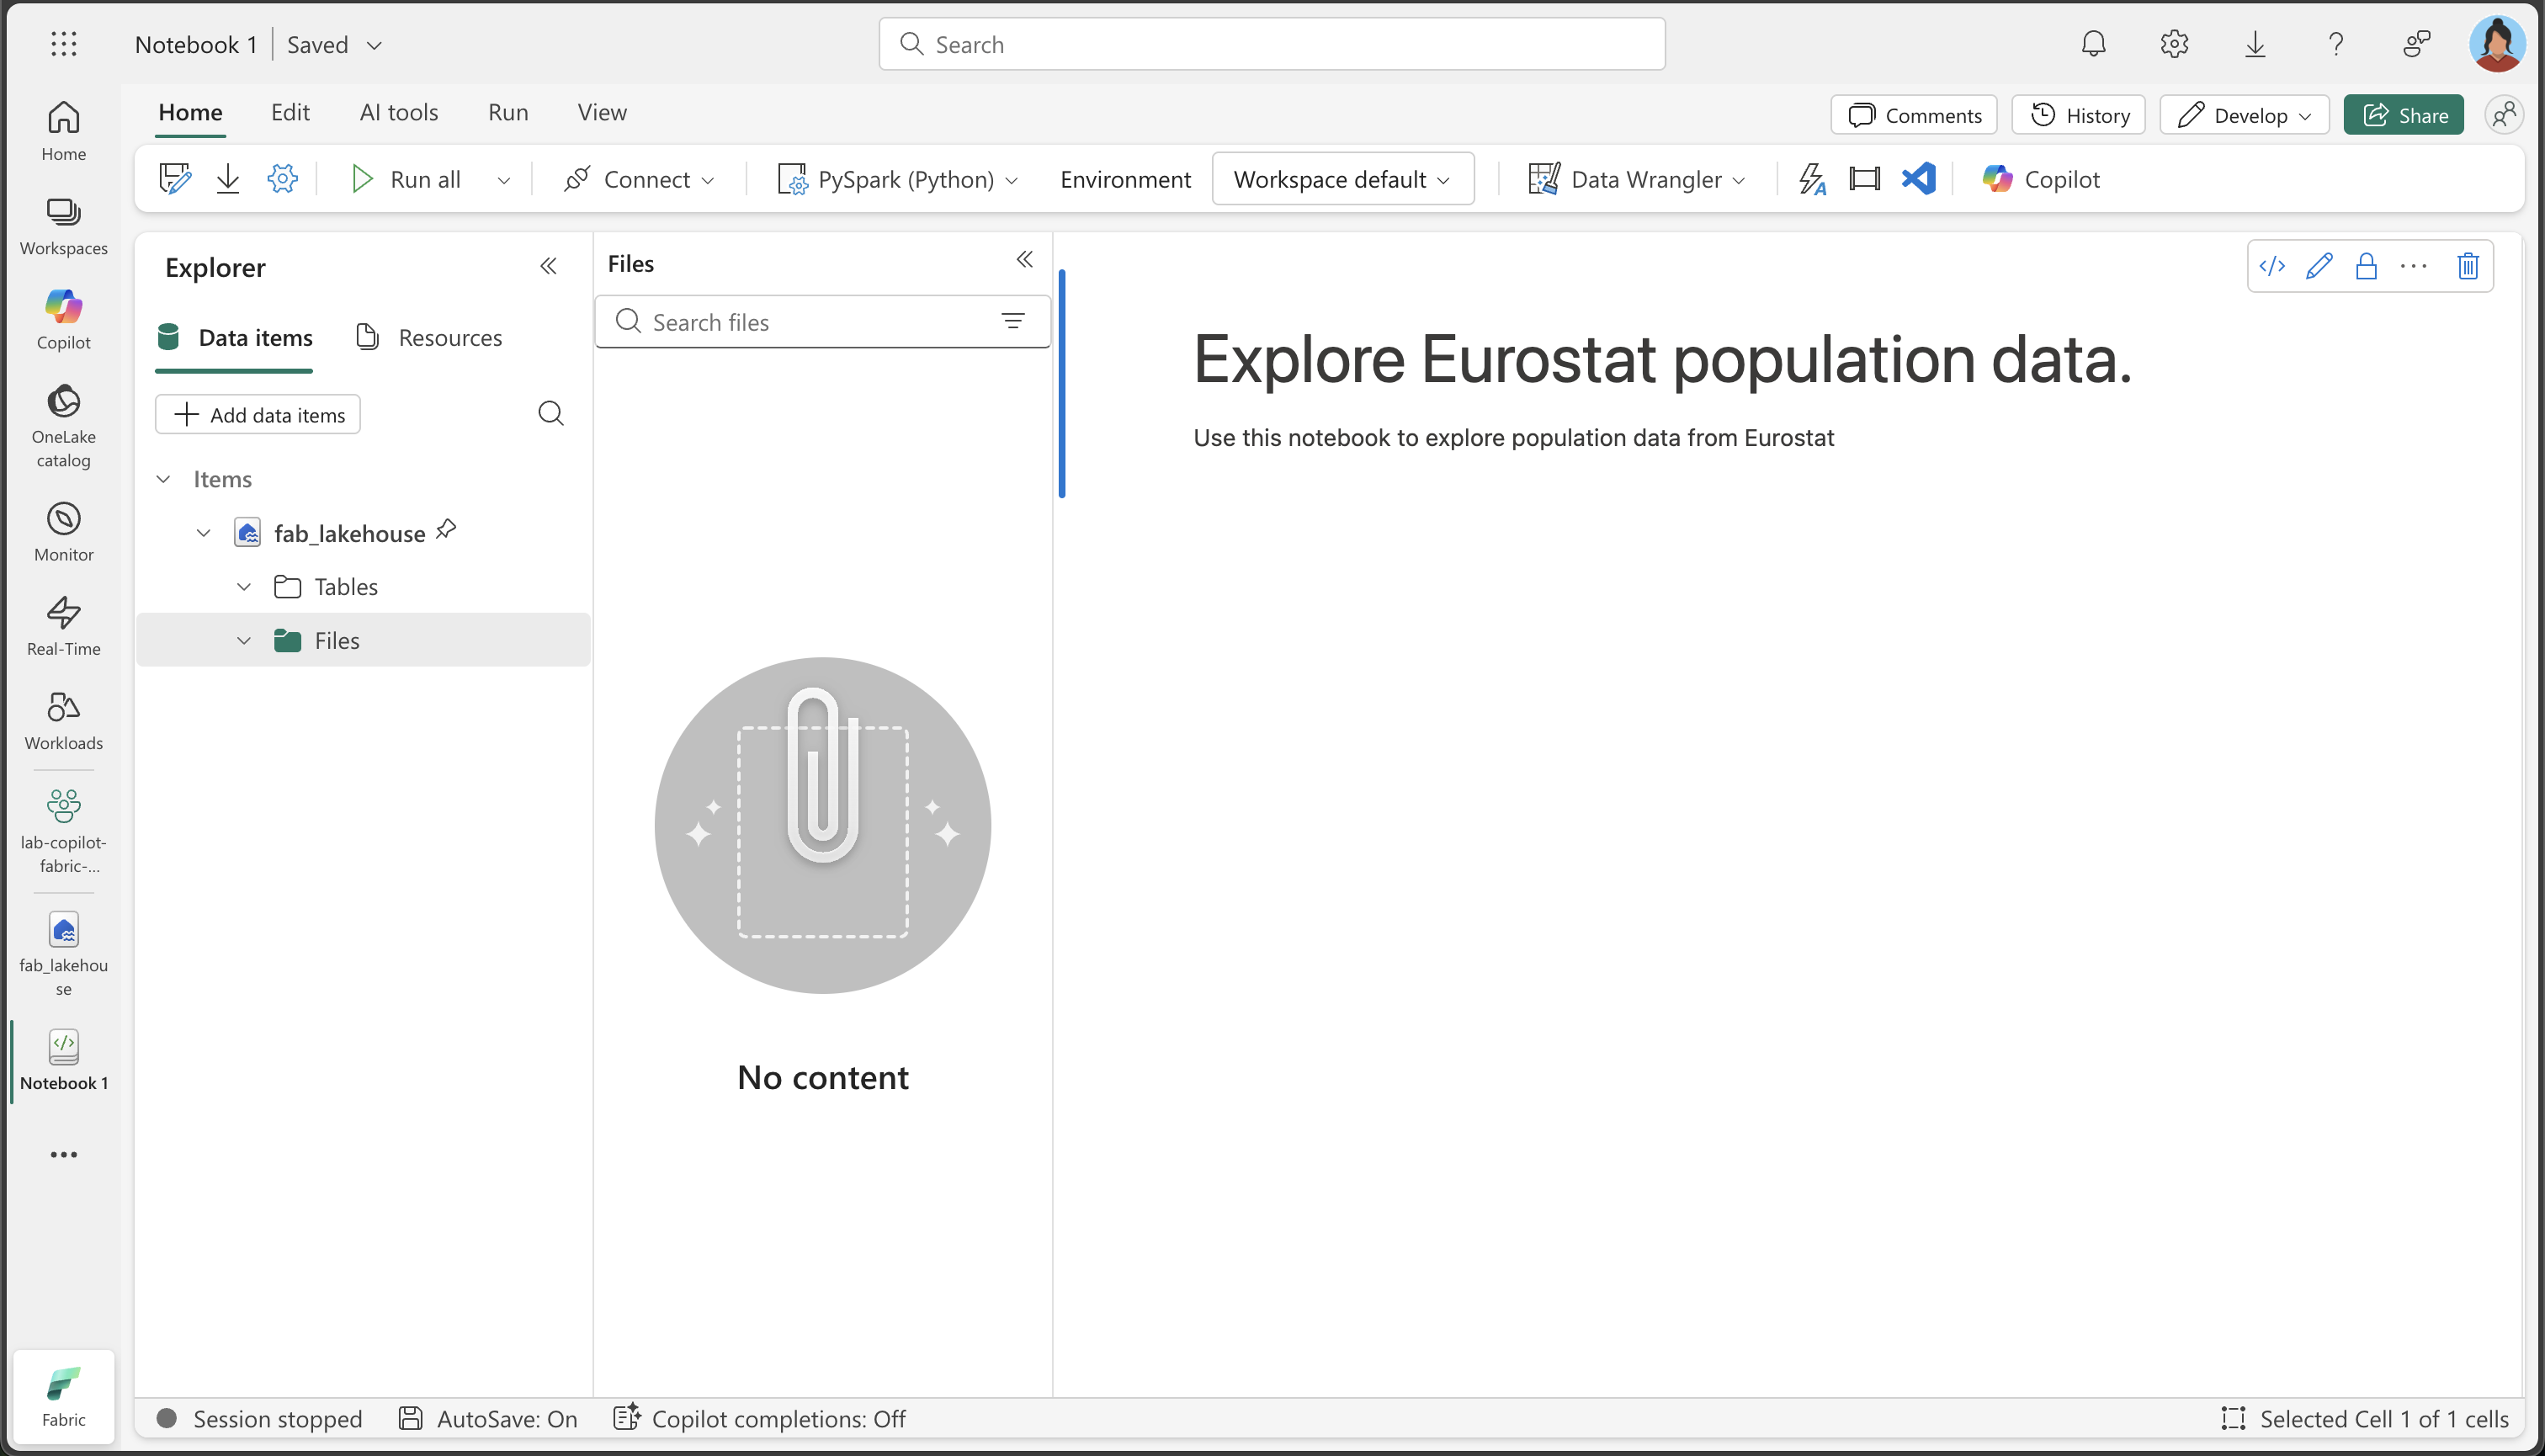 Notebook 1
Saved
Search
Home
Edit
AI tools
Run
View
Comments
History
Develop
Share
Run all
Connect
PySpark (Python)
Environment
Workspace default
Data Wrangler
Copilot
Home
Workspaces
Copilot
OneLake
catalog
Monitor
Real-Time
Workloads
lab-copilot-
fabric-...
fab_lakehou
se
Notebook 1
Fabric
Explorer
Data items
Resources
Add data items
Items
fab_lakehouse
Tables
Files
Files
Search files
No content
Explore Eurostat population data.
Use this notebook to explore population data from Eurostat
Session stopped
AutoSave: On
Copilot completions: Off
Selected Cell 1 of 1 cells